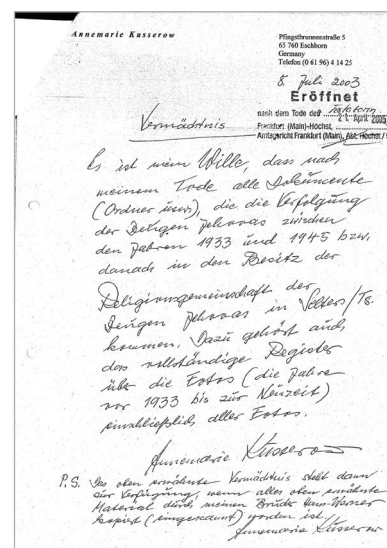 Annemarie Kusserow
Pfingstbrunnenstraße 5
65 760 Eschborn
Germany
Telefon (0 61 96) 4 14 25
8. Juli 2003
Eröffnet
nach dem Tode der Erblasserin
Frankfurt (Main)-Höchst, 21. April 2005
Amtsgericht Frankfurt (Main), Abt. Höchst
Vermächtnis
Es ist mein Wille, dass nach
meinem Tode alle Dokumente
(Ordner usw), die die Verfolgung
der Zeugen Jehovas zwischen
den Jahren 1933 und 1945 bzw.
danach in den Besitz der
Religionsgemeinschaft der
Zeugen Jehovas in Selters/Ts.
kommen. Dazu gehört auch
das vollständige Register
über die Fotos (die Jahre
vor 1933 bis zur Neuzeit)
einschließlich aller Fotos.
Annemarie Kusserow
P.S. Das oben erwähnte Vermächtnis steht dann
zur Verfügung, wenn alles oben erwähnte
Material durch meinen Bruder Hans-Werner
kopiert (eingescannt) worden ist.
Annemarie Kusserow